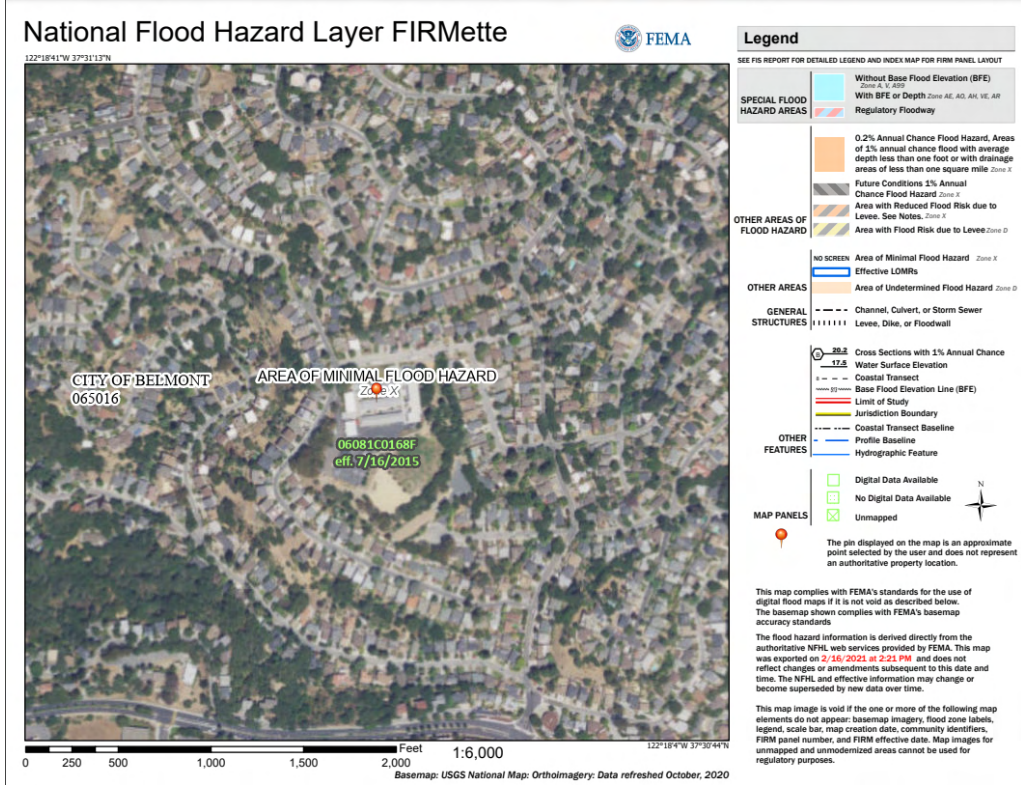 National Flood Hazard Layer FIRMette
FEMA
122°18'41"W 37°31'13"N
CITY OF BELMONT
065016
AREA OF MINIMAL FLOOD HAZARD
Zone X
06081C0168F
eff. 7/16/2015
Feet
1:6,000
122°18'4"W 37°30'44"N
0 250 500 1,000 1,500 2,000
Basemap: USGS National Map: Orthoimagery: Data refreshed October, 2020
Legend
SEE FIS REPORT FOR DETAILED LEGEND AND INDEX MAP FOR FIRM PANEL LAYOUT
SPECIAL FLOOD
HAZARD AREAS
Without Base Flood Elevation (BFE)
Zone A, V, A99
With BFE or Depth Zone AE, AO, AH, VE, AR
Regulatory Floodway
OTHER AREAS OF
FLOOD HAZARD
0.2% Annual Chance Flood Hazard, Areas
of 1% annual chance flood with average
depth less than one foot or with drainage
areas of less than one square mile Zone X
Future Conditions 1% Annual
Chance Flood Hazard Zone X
Area with Reduced Flood Risk due to
Levee. See Notes. Zone X
Area with Flood Risk due to Levee Zone D
OTHER AREAS
NO SCREEN Area of Minimal Flood Hazard Zone X
Effective LOMRs
Area of Undetermined Flood Hazard Zone D
GENERAL
STRUCTURES
Channel, Culvert, or Storm Sewer
Levee, Dike, or Floodwall
OTHER
FEATURES
20.2 Cross Sections with 1% Annual Chance
17.5 Water Surface Elevation
Coastal Transect
Base Flood Elevation Line (BFE)
Limit of Study
Jurisdiction Boundary
Coastal Transect Baseline
Profile Baseline
Hydrographic Feature
MAP PANELS
Digital Data Available
No Digital Data Available
Unmapped
N
The pin displayed on the map is an approximate
point selected by the user and does not represent
an authoritative property location.
This map complies with FEMA's standards for the use of
digital flood maps if it is not void as described below.
The basemap shown complies with FEMA's basemap
accuracy standards
The flood hazard information is derived directly from the
authoritative NFHL web services provided by FEMA. This map
was exported on 2/16/2021 at 2:21 PM and does not
reflect changes or amendments subsequent to this date and
time. The NFHL and effective information may change or
become superseded by new data over time.
This map image is void if the one or more of the following map
elements do not appear: basemap imagery, flood zone labels,
legend, scale bar, map creation date, community identifiers,
FIRM panel number, and FIRM effective date. Map images for
unmapped and unmodernized areas cannot be used for
regulatory purposes.